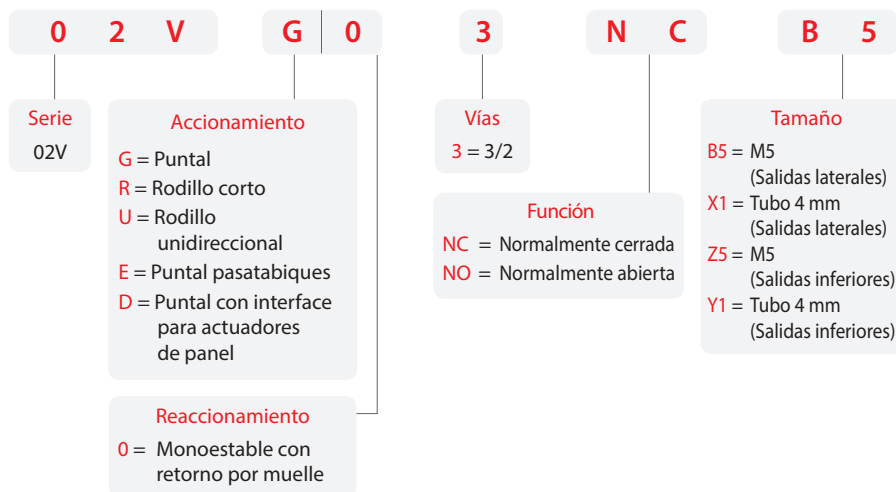 0 2 V G 0 3 N C B 5
Serie
02V
Accionamiento
G = Puntal
R = Rodillo corto
U = Rodillo
unidireccional
E = Puntal pasatabiques
D = Puntal con interface
para actuadores
de panel
Reaccionamiento
0 = Monoestable con
retorno por muelle
Vías
3 = 3/2
Función
NC = Normalmente cerrada
NO = Normalmente abierta
Tamaño
B5 = M5
(Salidas laterales)
X1 = Tubo 4 mm
(Salidas laterales)
Z5 = M5
(Salidas inferiores)
Y1 = Tubo 4 mm
(Salidas inferiores)